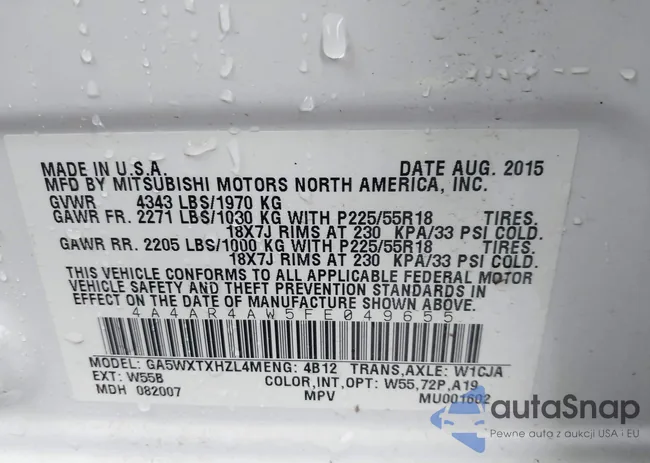 MADE IN U.S.A. DATE AUG. 2015
MFD BY MITSUBISHI MOTORS NORTH AMERICA, INC.
GVWR 4343 LBS/1970 KG
GAWR FR. 2271 LBS/1030 KG WITH P225/55R18 TIRES.
18X7J RIMS AT 230 KPA/33 PSI COLD.
GAWR RR. 2205 LBS/1000 KG WITH P225/55R18 TIRES.
18X7J RIMS AT 230 KPA/33 PSI COLD.
THIS VEHICLE CONFORMS TO ALL APPLICABLE FEDERAL MOTOR
VEHICLE SAFETY AND THEFT PREVENTION STANDARDS IN
EFFECT ON THE DATE OF MANUFACTURE SHOWN ABOVE.
4A4AR4AW5FE049655
MODEL: GA5WXTXHZL4MENG: 4B12 TRANS,AXLE: W1CJA
EXT: W55B COLOR,INT,OPT: W55,72P,A19
MDH 082007 MPV MU001602
autoSnap
Pewne auta z aukcji USA i EU